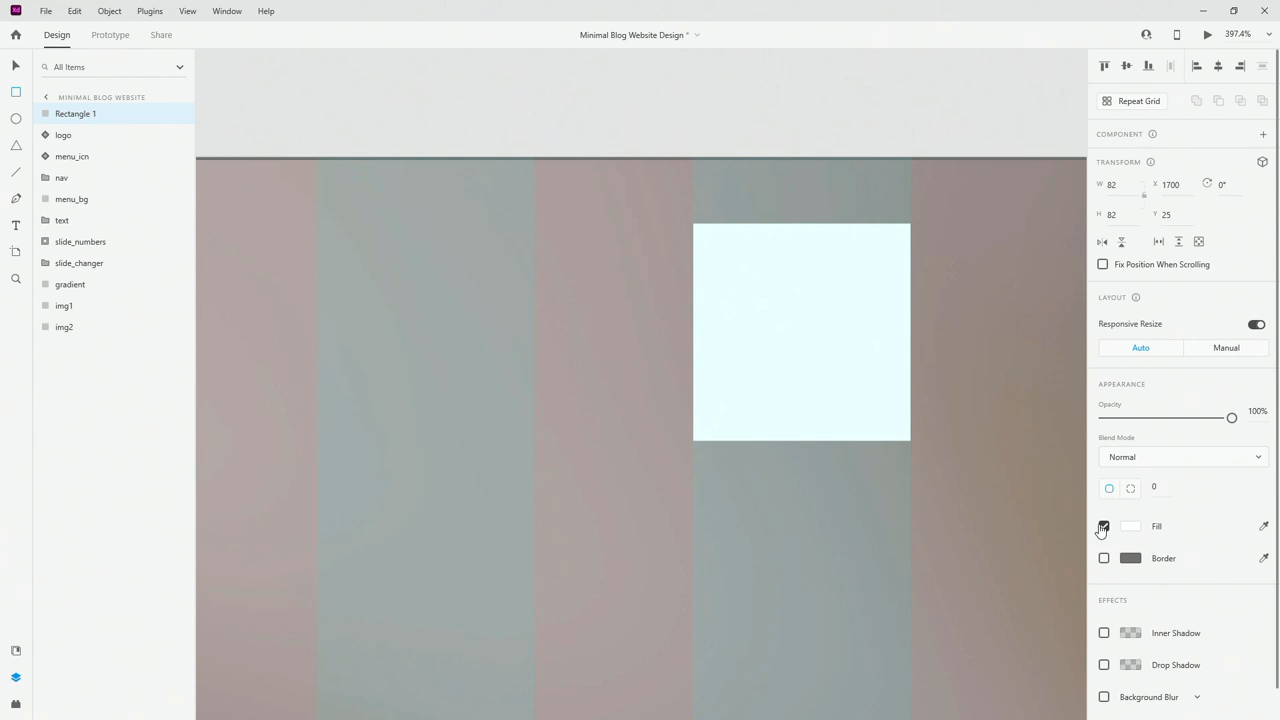 Xd File Edit Object Plugins View Window Help
Design Prototype Share Minimal Blog Website Design * 397.4%
All Items
MINIMAL BLOG WEBSITE
Rectangle 1
logo
menu_icn
nav
menu_bg
text
slide_numbers
slide_changer
gradient
img1
img2
Repeat Grid
COMPONENT
TRANSFORM
W 82 X 1700 0°
H 82 Y 25
Fix Position When Scrolling
LAYOUT
Responsive Resize
Auto Manual
APPEARANCE
Opacity
100%
Blend Mode
Normal
0
Fill
Border
EFFECTS
Inner Shadow
Drop Shadow
Background Blur